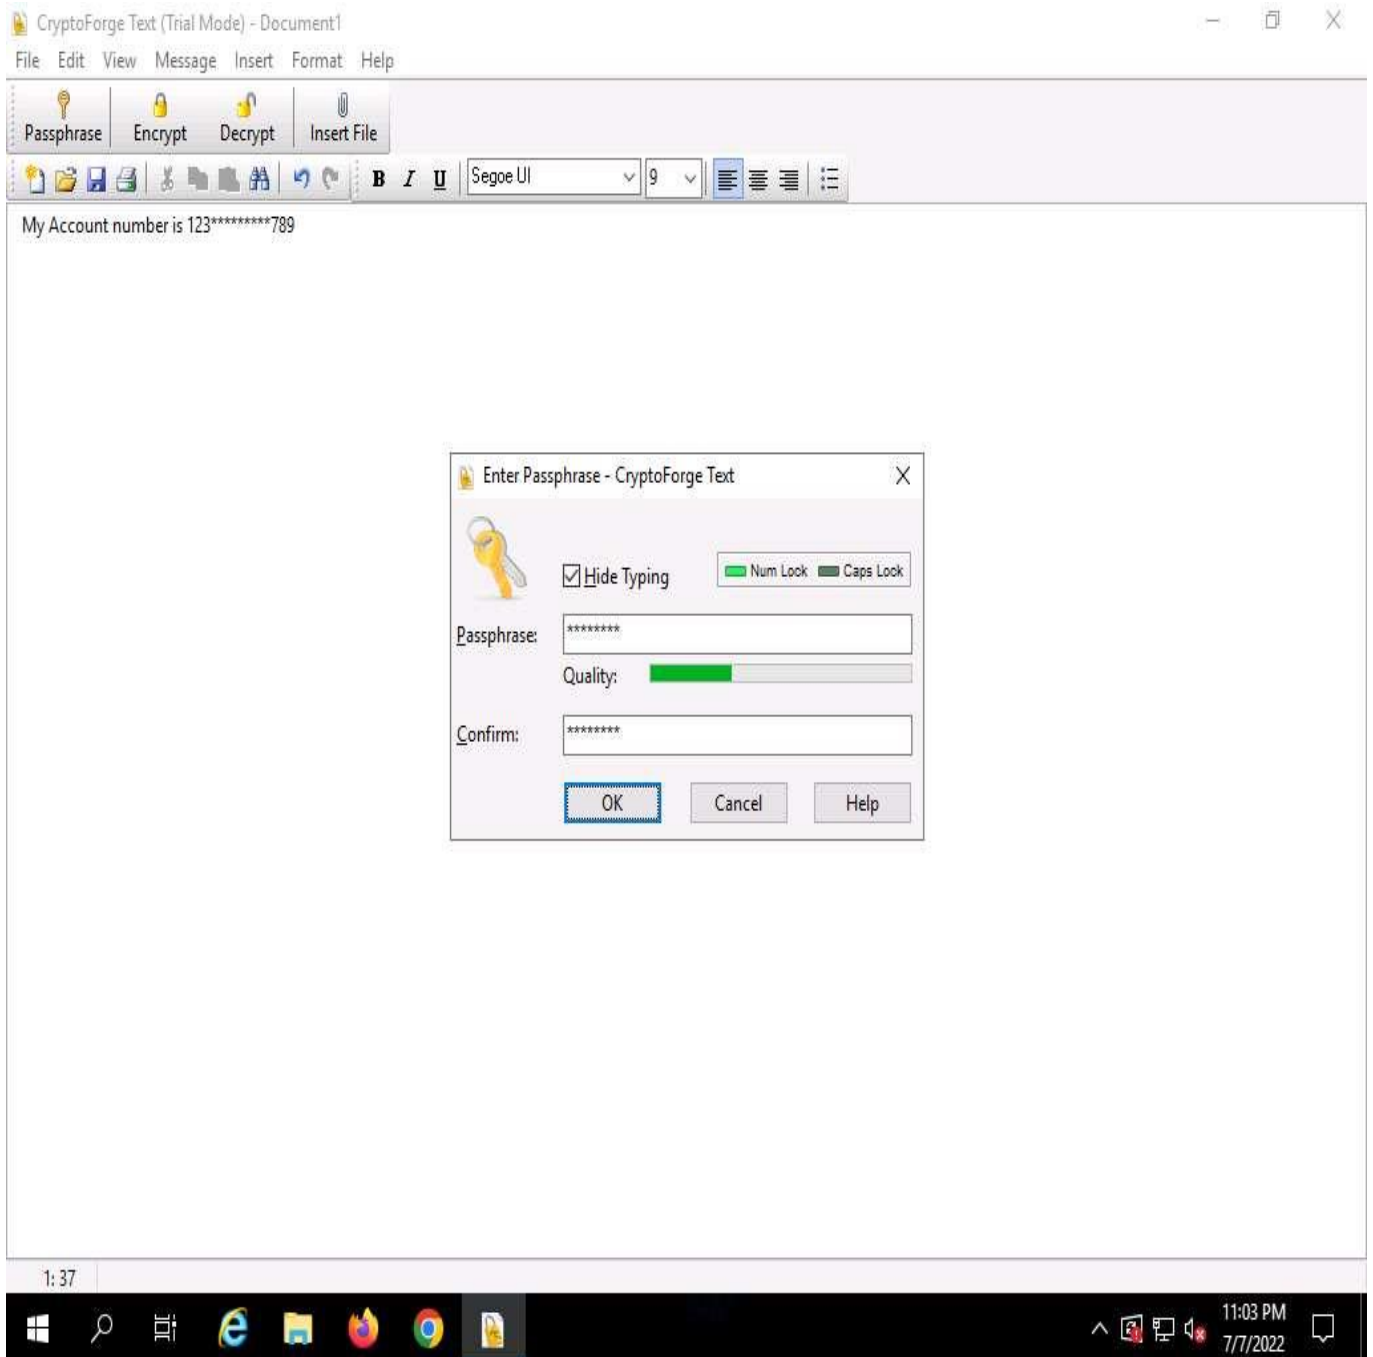 CryptoForge Text (Trial Mode) - Document1
File Edit View Message Insert Format Help
Passphrase Encrypt Decrypt Insert File
B I U Segoe UI 9
My Account number is 123*********789
Enter Passphrase - CryptoForge Text
Hide Typing Num Lock Caps Lock
Passphrase: ********
Quality:
Confirm: ********
OK Cancel Help
1: 37
11:03 PM
7/7/2022